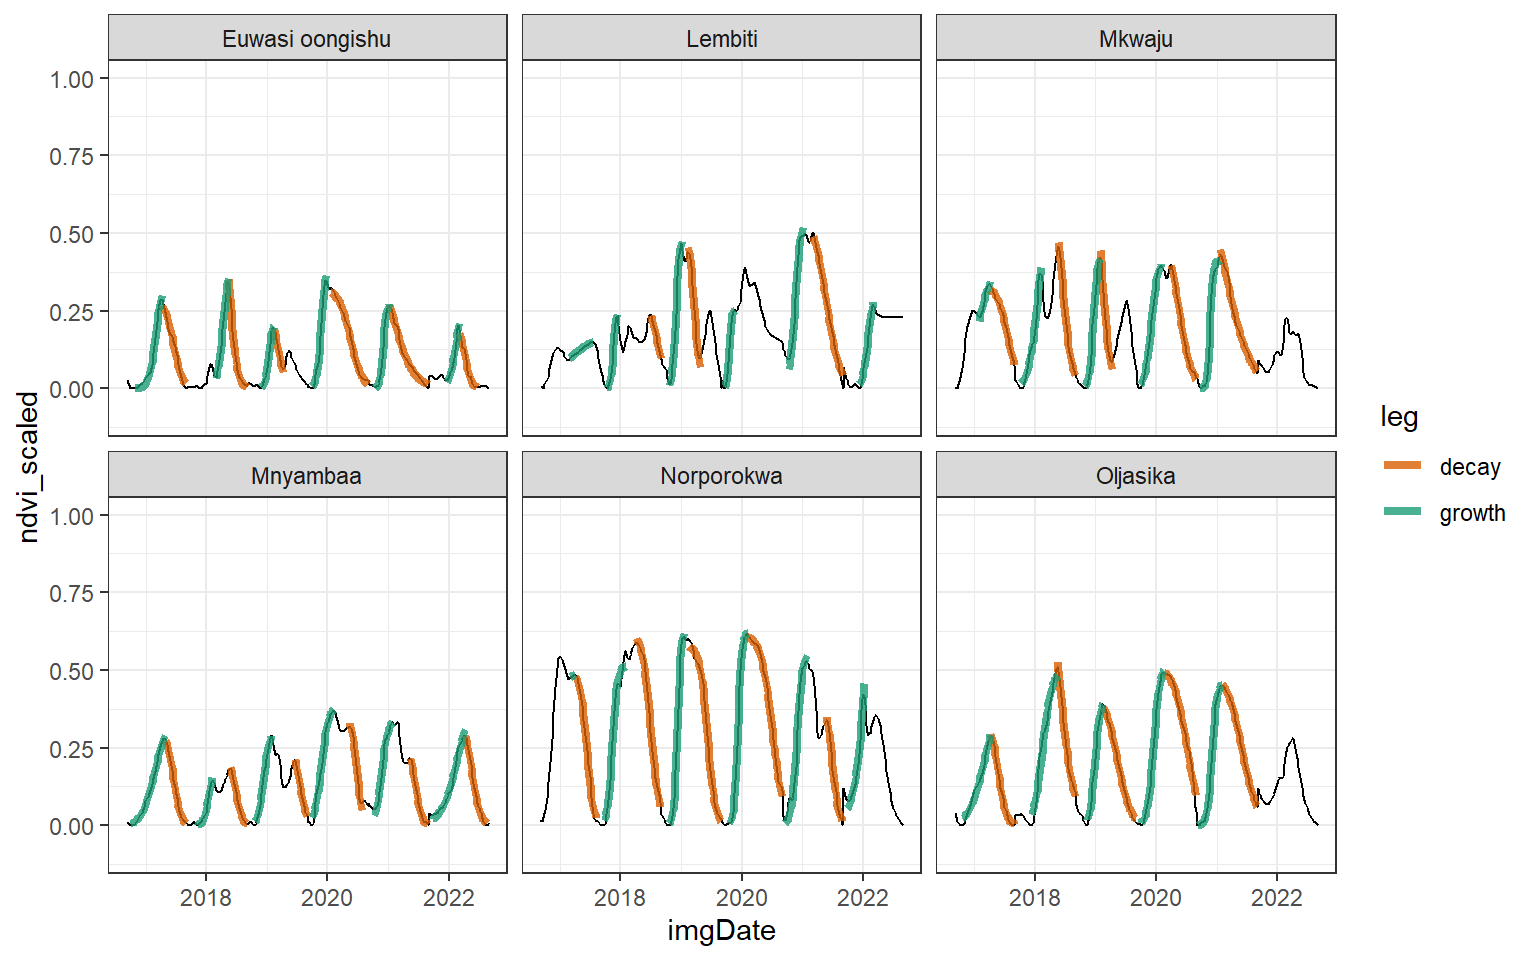 Euwasi oongishu
Lembiti
Mkwaju
1.00
0.75
0.50
0.25
0.00
ndvi_scaled
Mnyambaa
Norporokwa
Oljasika
1.00
0.75
0.50
0.25
0.00
2018 2020 2022
2018 2020 2022
2018 2020 2022
imgDate
leg
decay
growth